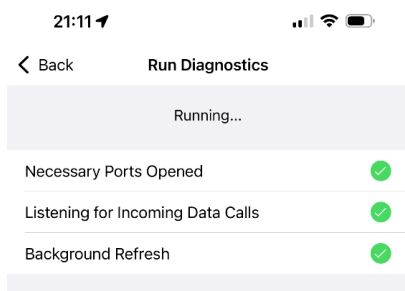 21:11
Back Run Diagnostics
Running...
Necessary Ports Opened
Listening for Incoming Data Calls
Background Refresh